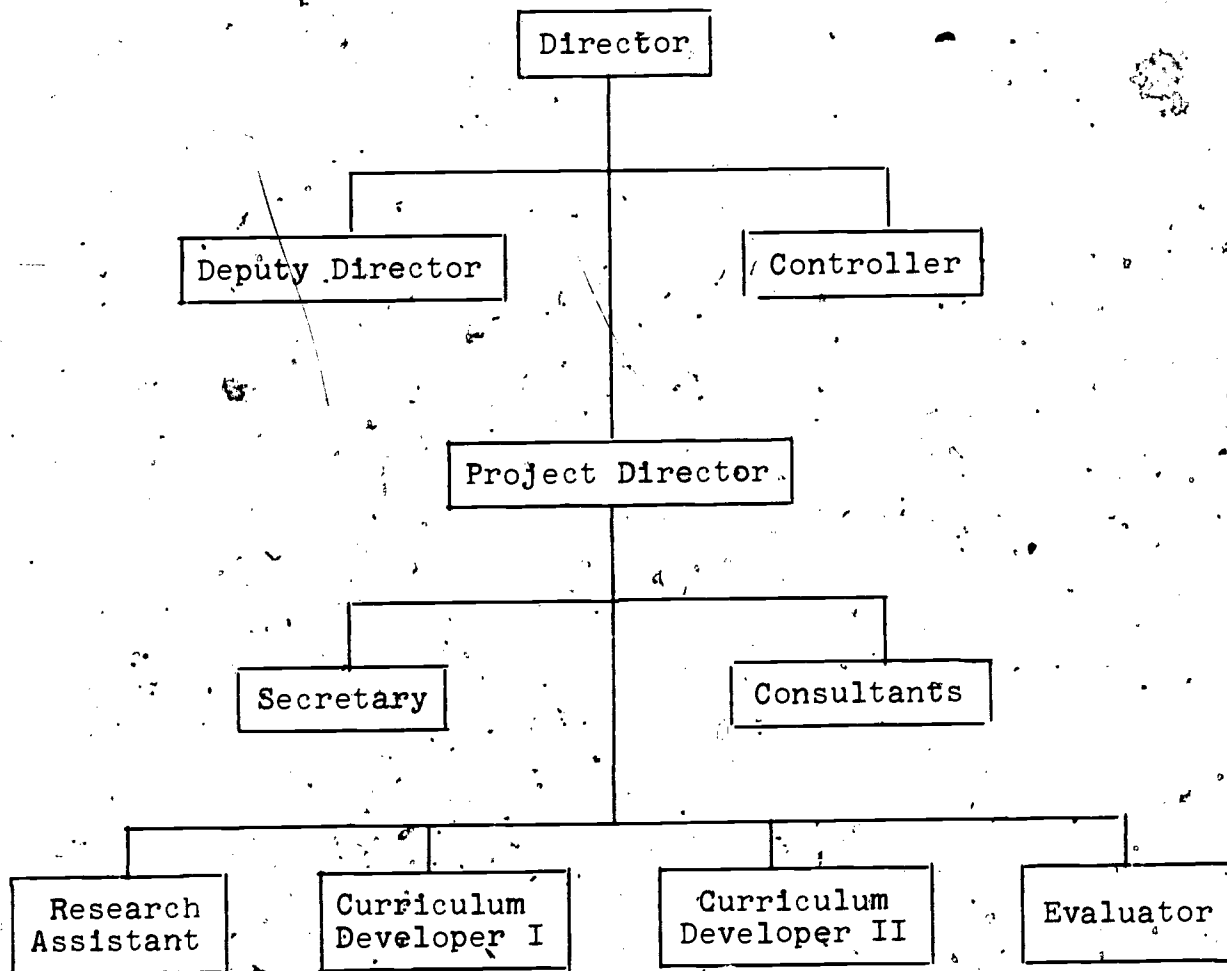 Director
Deputy Director
Controller
Project Director
Secretary
Consultants
Research
Assistant
Curriculum
Developer I
Curriculum
Developer II
Evaluator